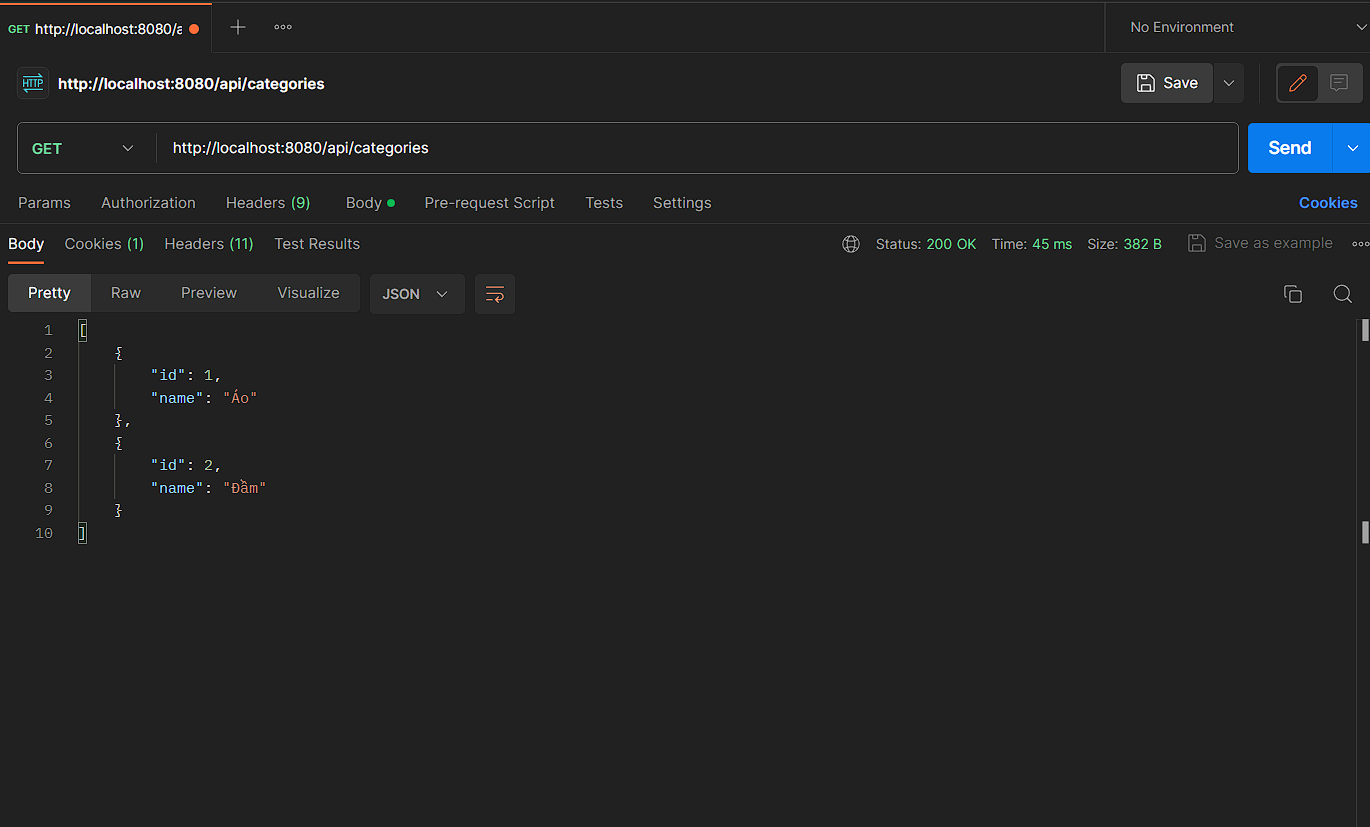 GET http://localhost:8080/a
No Environment
HTTP http://localhost:8080/api/categories
Save
GET http://localhost:8080/api/categories
Send
Params Authorization Headers (9) Body Pre-request Script Tests Settings Cookies
Body Cookies (1) Headers (11) Test Results Status: 200 OK Time: 45 ms Size: 382 B Save as example
Pretty Raw Preview Visualize JSON
1 [
2 {
3 "id": 1,
4 "name": "Áo"
5 },
6 {
7 "id": 2,
8 "name": "Đầm"
9 }
10 ]